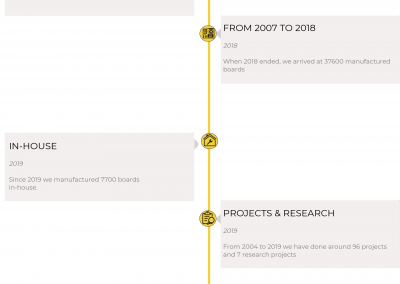 FROM 2007 TO 2018
2018
When 2018 ended, we arrived at 37600 manufactured
boards
IN-HOUSE
2019
Since 2019 we manufactured 7700 boards
in-house.
PROJECTS & RESEARCH
2019
From 2004 to 2019 we have done around 96 projects
and 7 research projects